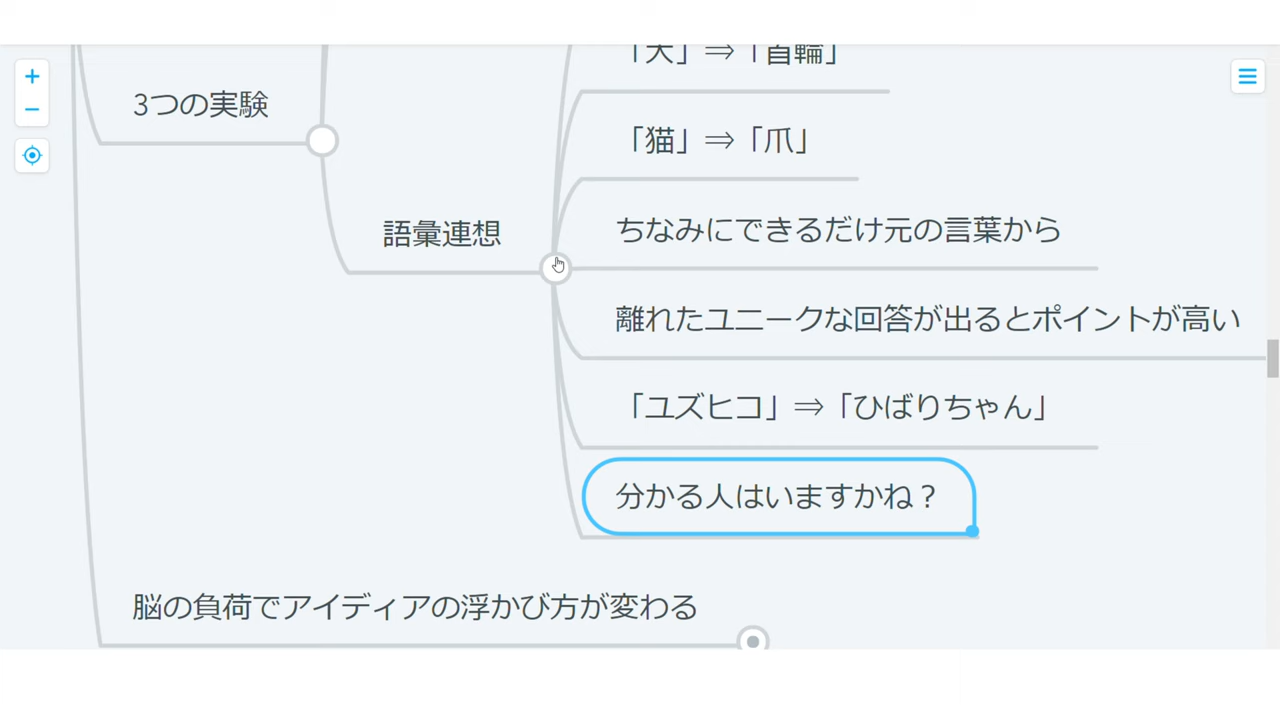 「犬」⇒「首輪」
3つの実験
「猫」⇒「爪」
語彙連想
ちなみにできるだけ元の言葉から
離れたユニークな回答が出るとポイントが高い
「ユズヒコ」⇒「ひばりちゃん」
分かる人はいますかね？
脳の負荷でアイディアの浮かび方が変わる